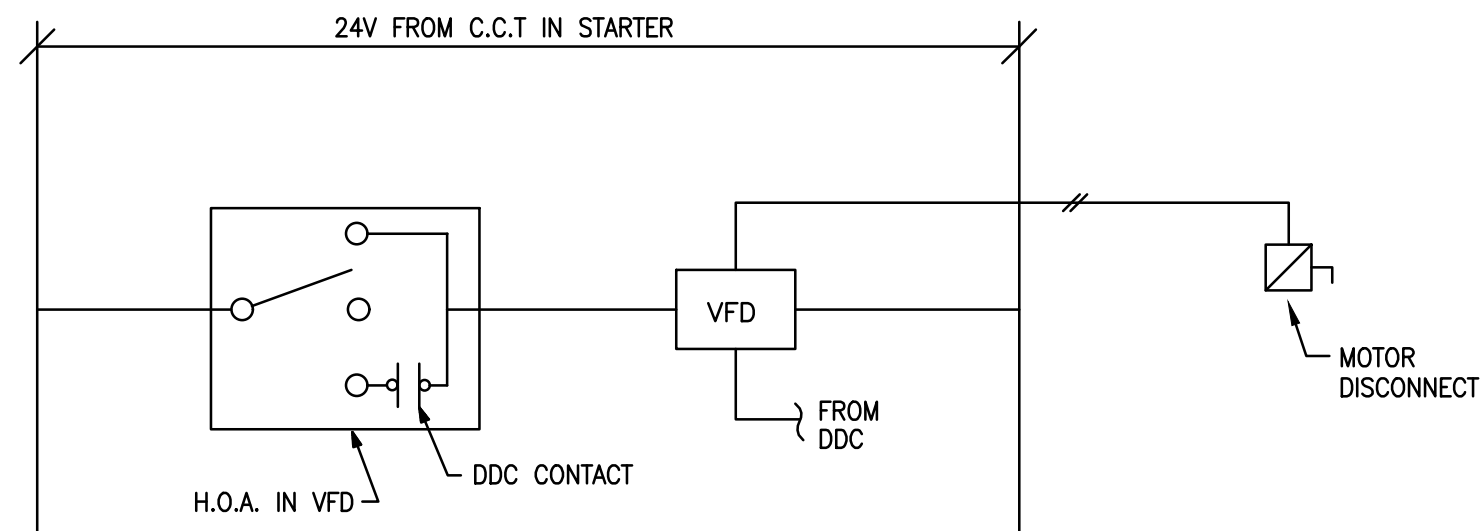 24V FROM C.C.T IN STARTER
VFD
MOTOR
DISCONNECT
FROM
DDC
DDC CONTACT
H.O.A. IN VFD